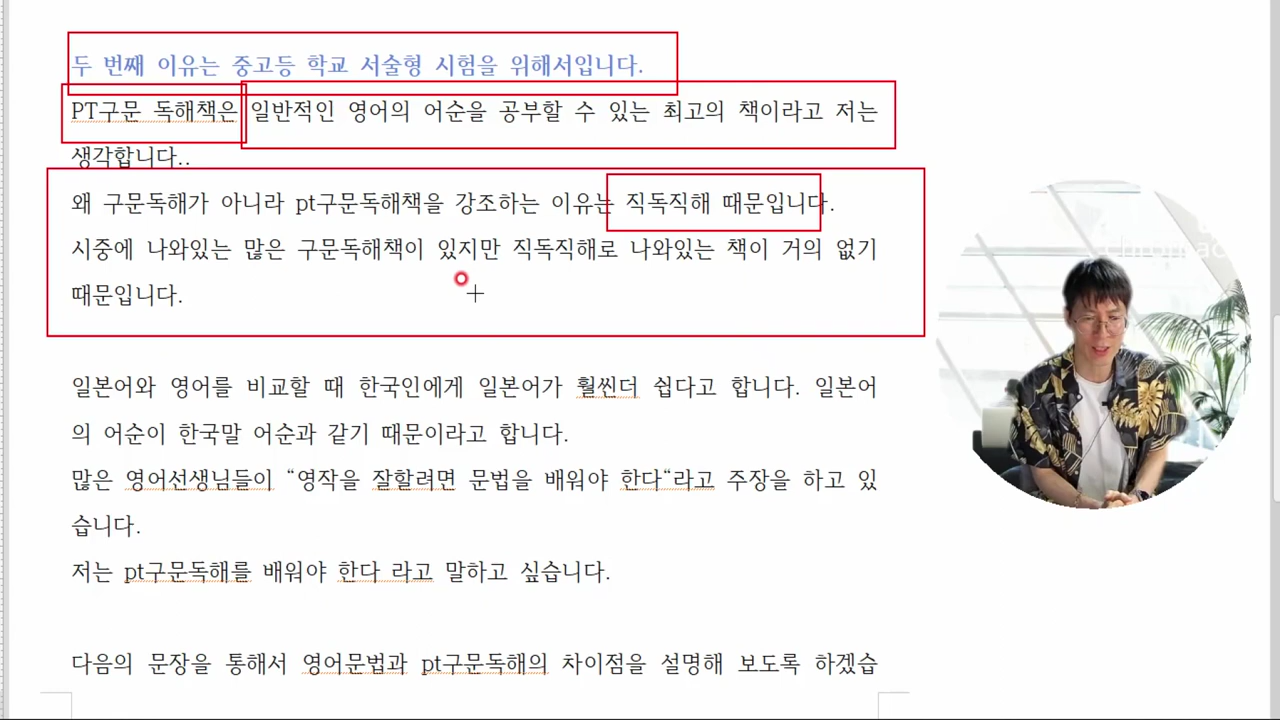 두 번째 이유는 중고등 학교 서술형 시험을 위해서입니다.
PT구문 독해책은 일반적인 영어의 어순을 공부할 수 있는 최고의 책이라고 저는
생각합니다..
왜 구문독해가 아니라 pt구문독해책을 강조하는 이유는 직독직해 때문입니다.
시중에 나와있는 많은 구문독해책이 있지만 직독직해로 나와있는 책이 거의 없기
때문입니다.
일본어와 영어를 비교할 때 한국인에게 일본어가 훨씬더 쉽다고 합니다. 일본어
의 어순이 한국말 어순과 같기 때문이라고 합니다.
많은 영어선생님들이 “영작을 잘할려면 문법을 배워야 한다“라고 주장을 하고 있
습니다.
저는 pt구문독해를 배워야 한다 라고 말하고 싶습니다.
다음의 문장을 통해서 영어문법과 pt구문독해의 차이점을 설명해 보도록 하겠습